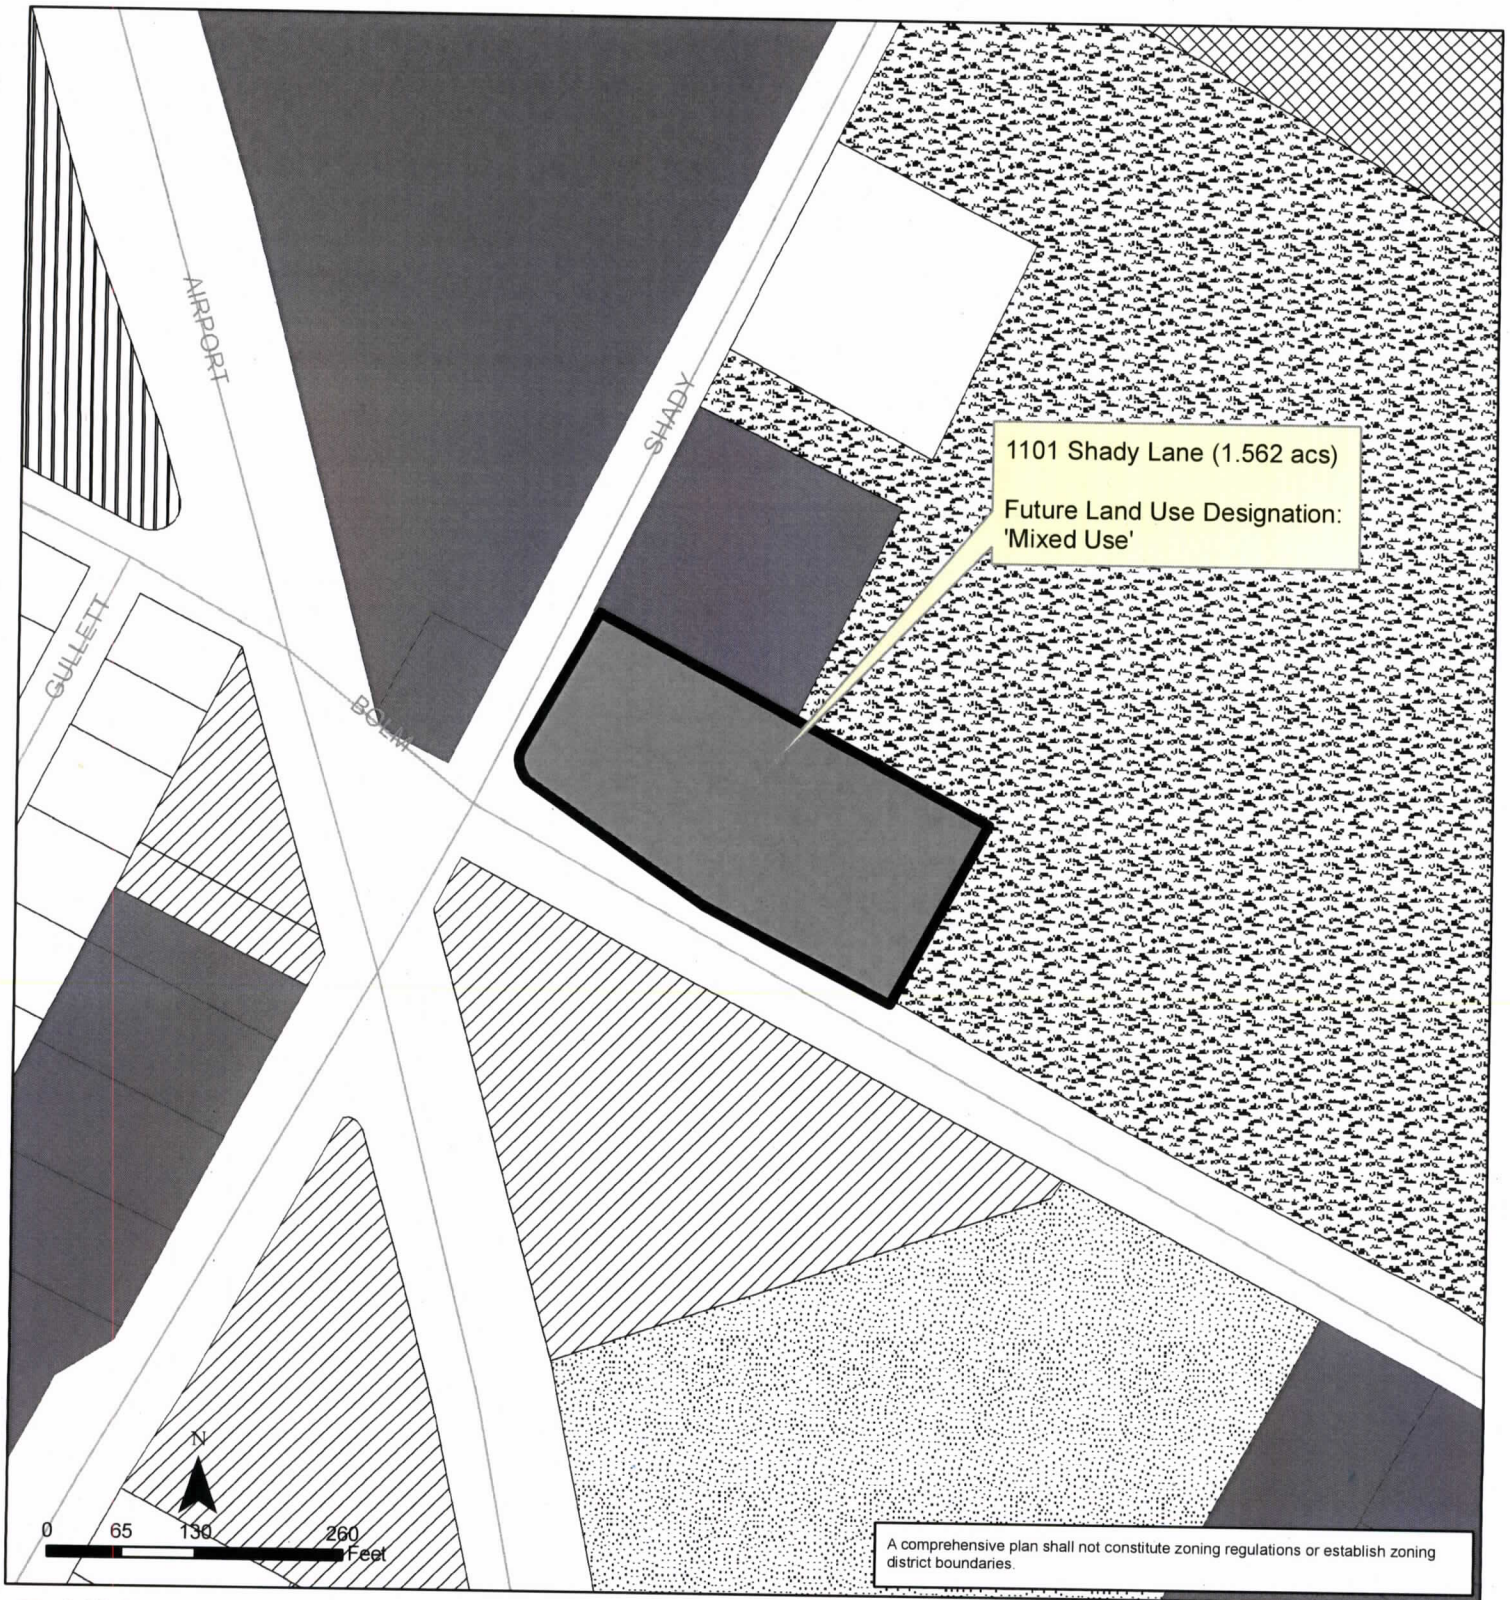 AIRPORT
SHADY
1101 Shady Lane (1.562 acs)
Future Land Use Designation:
'Mixed Use'
GULLETT
BOLM
N
0 65 130 260
Feet
A comprehensive plan shall not constitute zoning regulations or establish zoning
district boundaries.